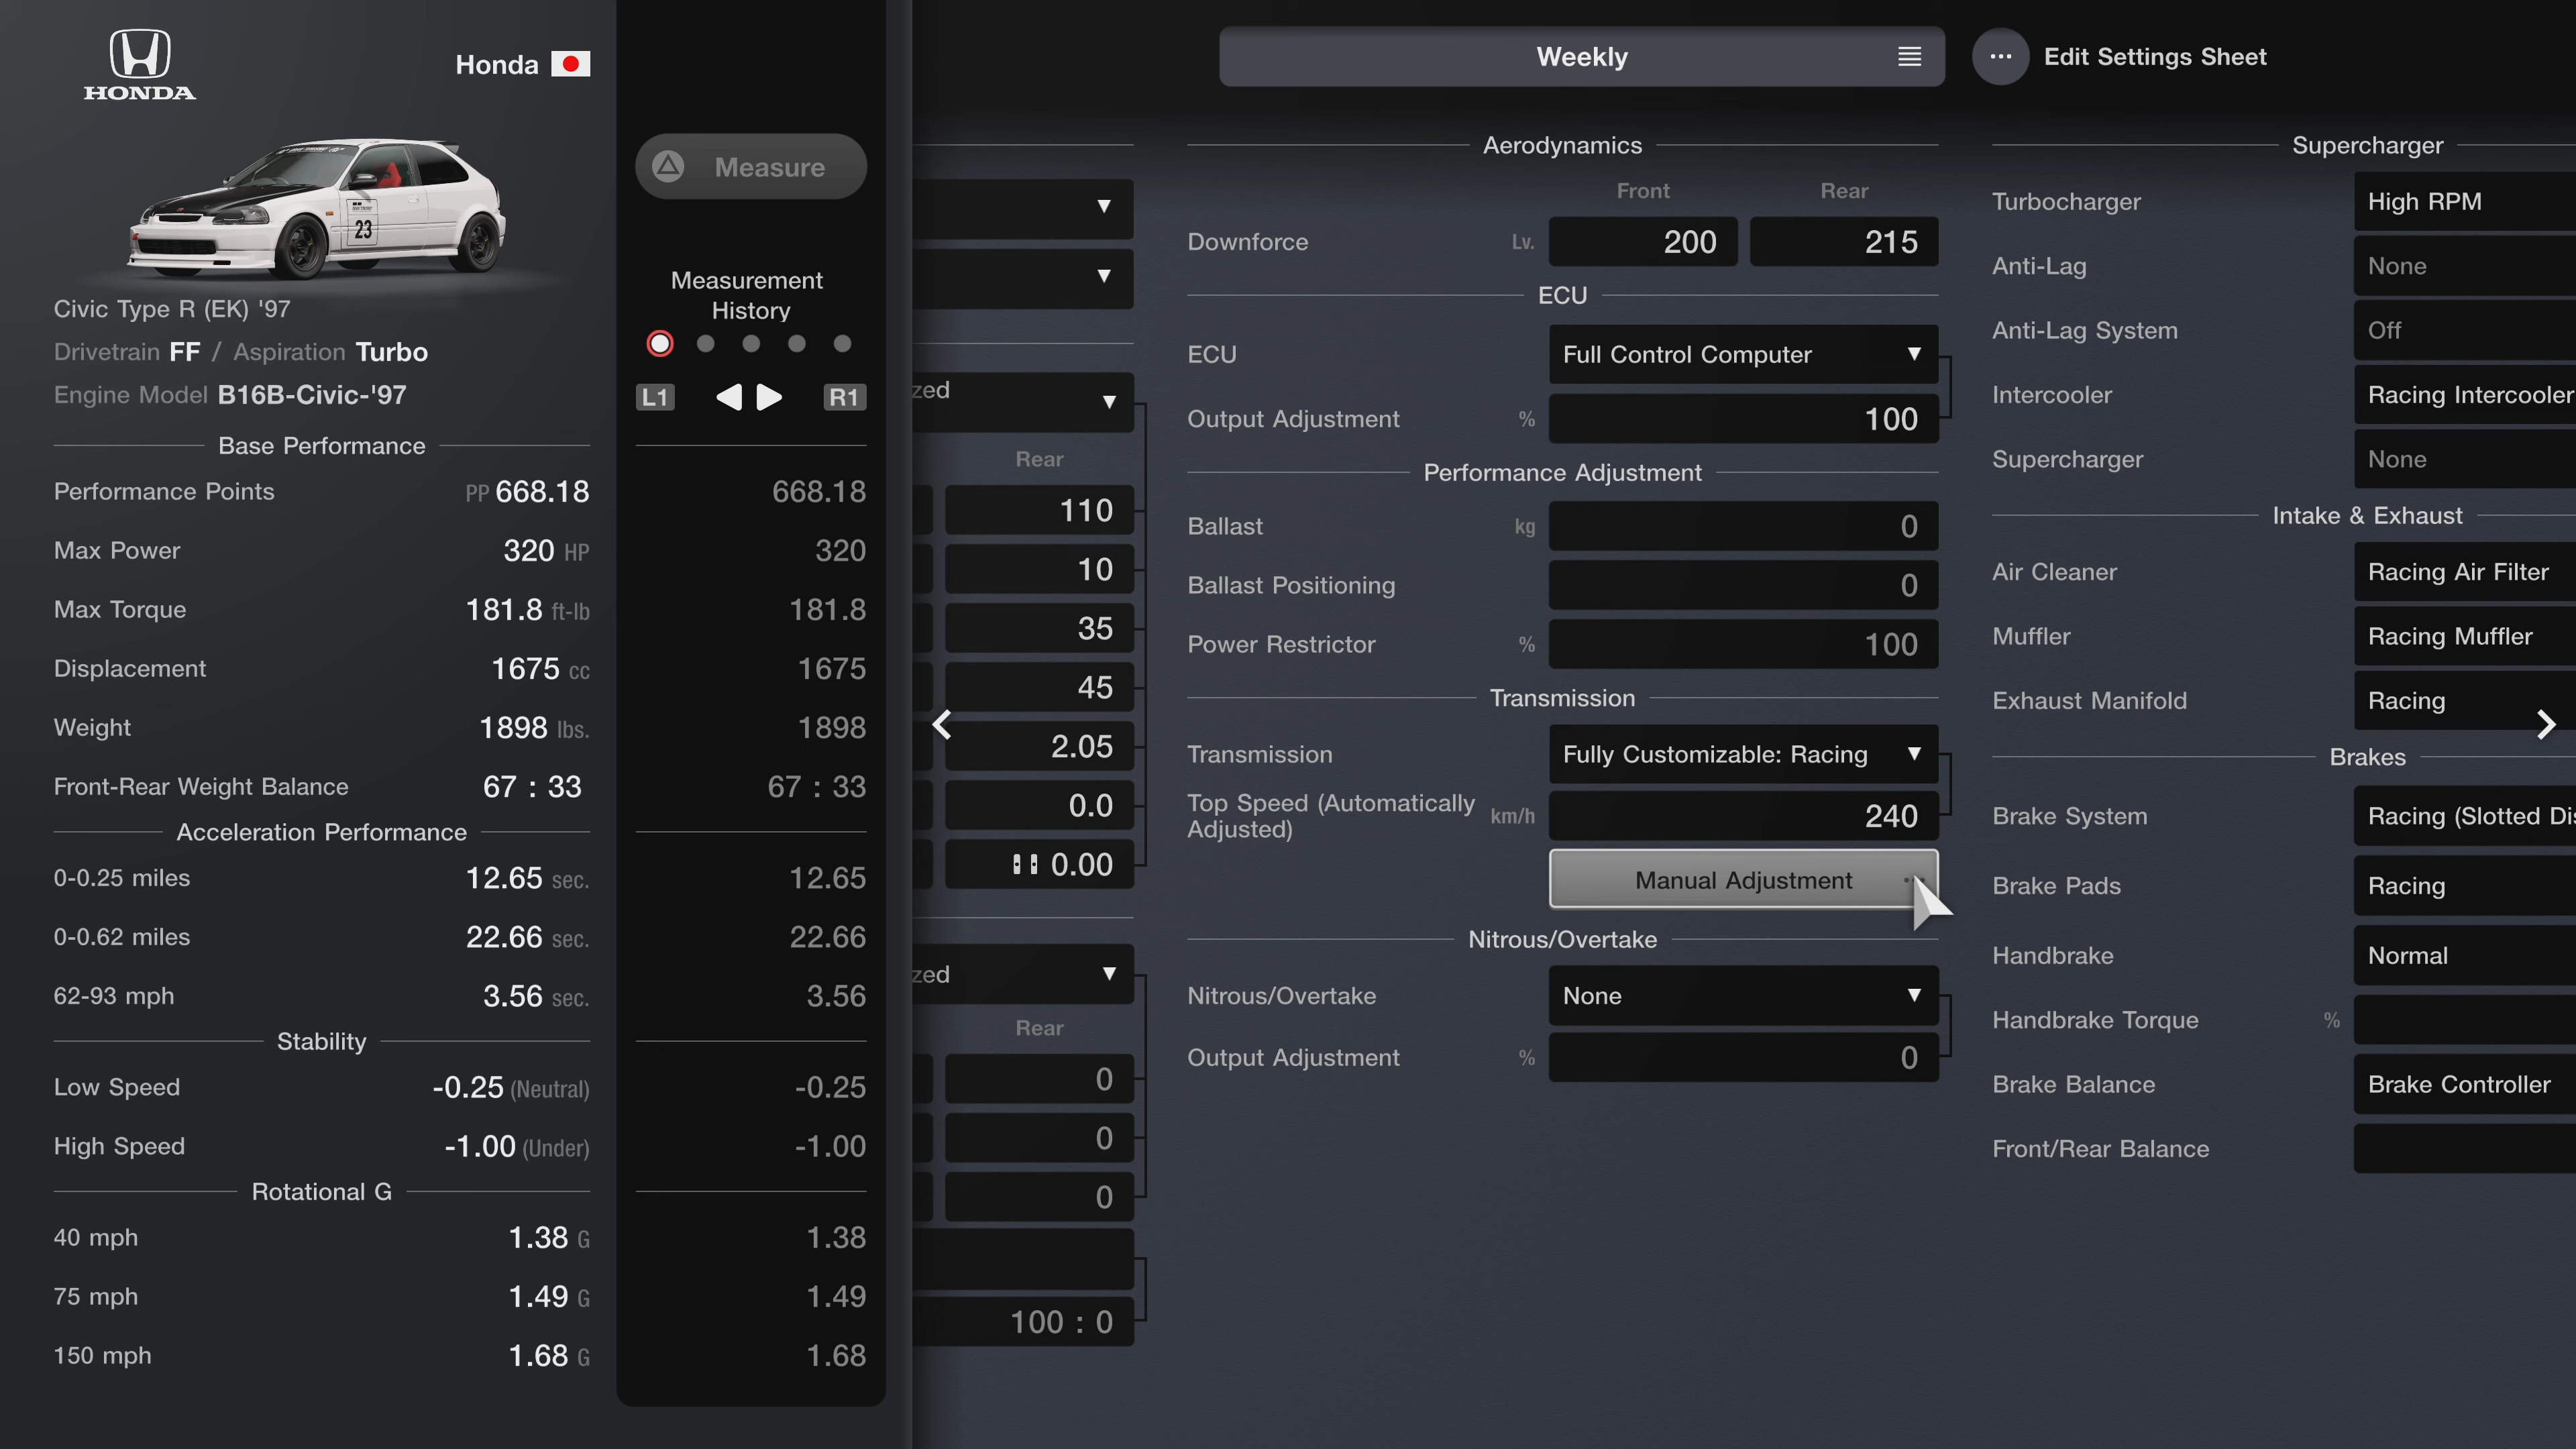 HONDA
Honda
23
Civic Type R (EK) '97
Drivetrain FF / Aspiration Turbo
Engine Model B16B-Civic-'97
Base Performance
Performance Points PP 668.18
Max Power 320 HP
Max Torque 181.8 ft-lb
Displacement 1675 cc
Weight 1898 lbs.
Front-Rear Weight Balance 67 : 33
Acceleration Performance
0-0.25 miles 12.65 sec.
0-0.62 miles 22.66 sec.
62-93 mph 3.56 sec.
Stability
Low Speed -0.25 (Neutral)
High Speed -1.00 (Under)
Rotational G
40 mph 1.38 G
75 mph 1.49 G
150 mph 1.68 G
Measure
Measurement
History
L1 R1
668.18
320
181.8
1675
1898
67 : 33
12.65
22.66
3.56
-0.25
-1.00
1.38
1.49
1.68
zed
Rear
110
10
35
45
2.05
0.0
0.00
zed
Rear
0
0
0
100 : 0
Weekly
Edit Settings Sheet
Aerodynamics
Front Rear
Downforce Lv. 200 215
ECU
ECU Full Control Computer
Output Adjustment % 100
Performance Adjustment
Ballast kg 0
Ballast Positioning 0
Power Restrictor % 100
Transmission
Transmission Fully Customizable: Racing
Top Speed (Automatically
Adjusted) km/h 240
Manual Adjustment
Nitrous/Overtake
Nitrous/Overtake None
Output Adjustment % 0
Supercharger
Turbocharger High RPM
Anti-Lag None
Anti-Lag System Off
Intercooler Racing Intercooler
Supercharger None
Intake & Exhaust
Air Cleaner Racing Air Filter
Muffler Racing Muffler
Exhaust Manifold Racing
Brakes
Brake System Racing (Slotted Dis
Brake Pads Racing
Handbrake Normal
Handbrake Torque %
Brake Balance Brake Controller
Front/Rear Balance